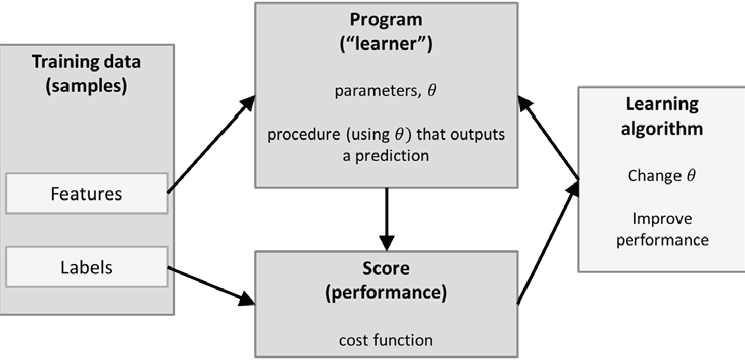 Training data
(samples)
Features
Labels
Program
(“learner”)
parameters, θ
procedure (using θ) that outputs
a prediction
Score
(performance)
cost function
Learning
algorithm
Change θ
Improve
performance